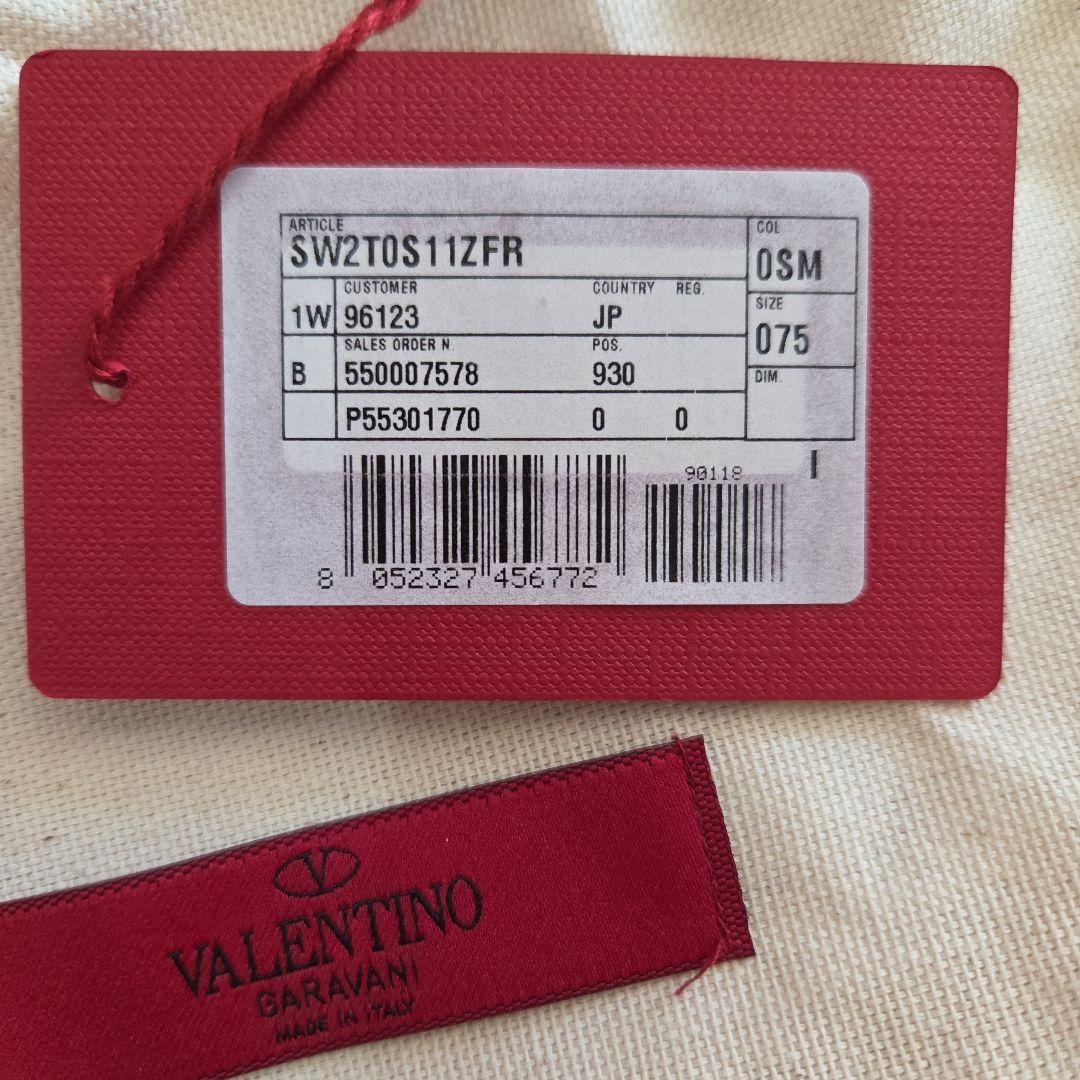 ARTICLE COL
SW2T0S11ZFR 0SM
CUSTOMER COUNTRY REG. SIZE
1W 96123 JP 075
SALES ORDER N POS. DIM.
B 550007578 930
P55301770 0 0
90118 I
8 052327 456772
V
VALENTINO
GARAVANI
MADE IN ITALY